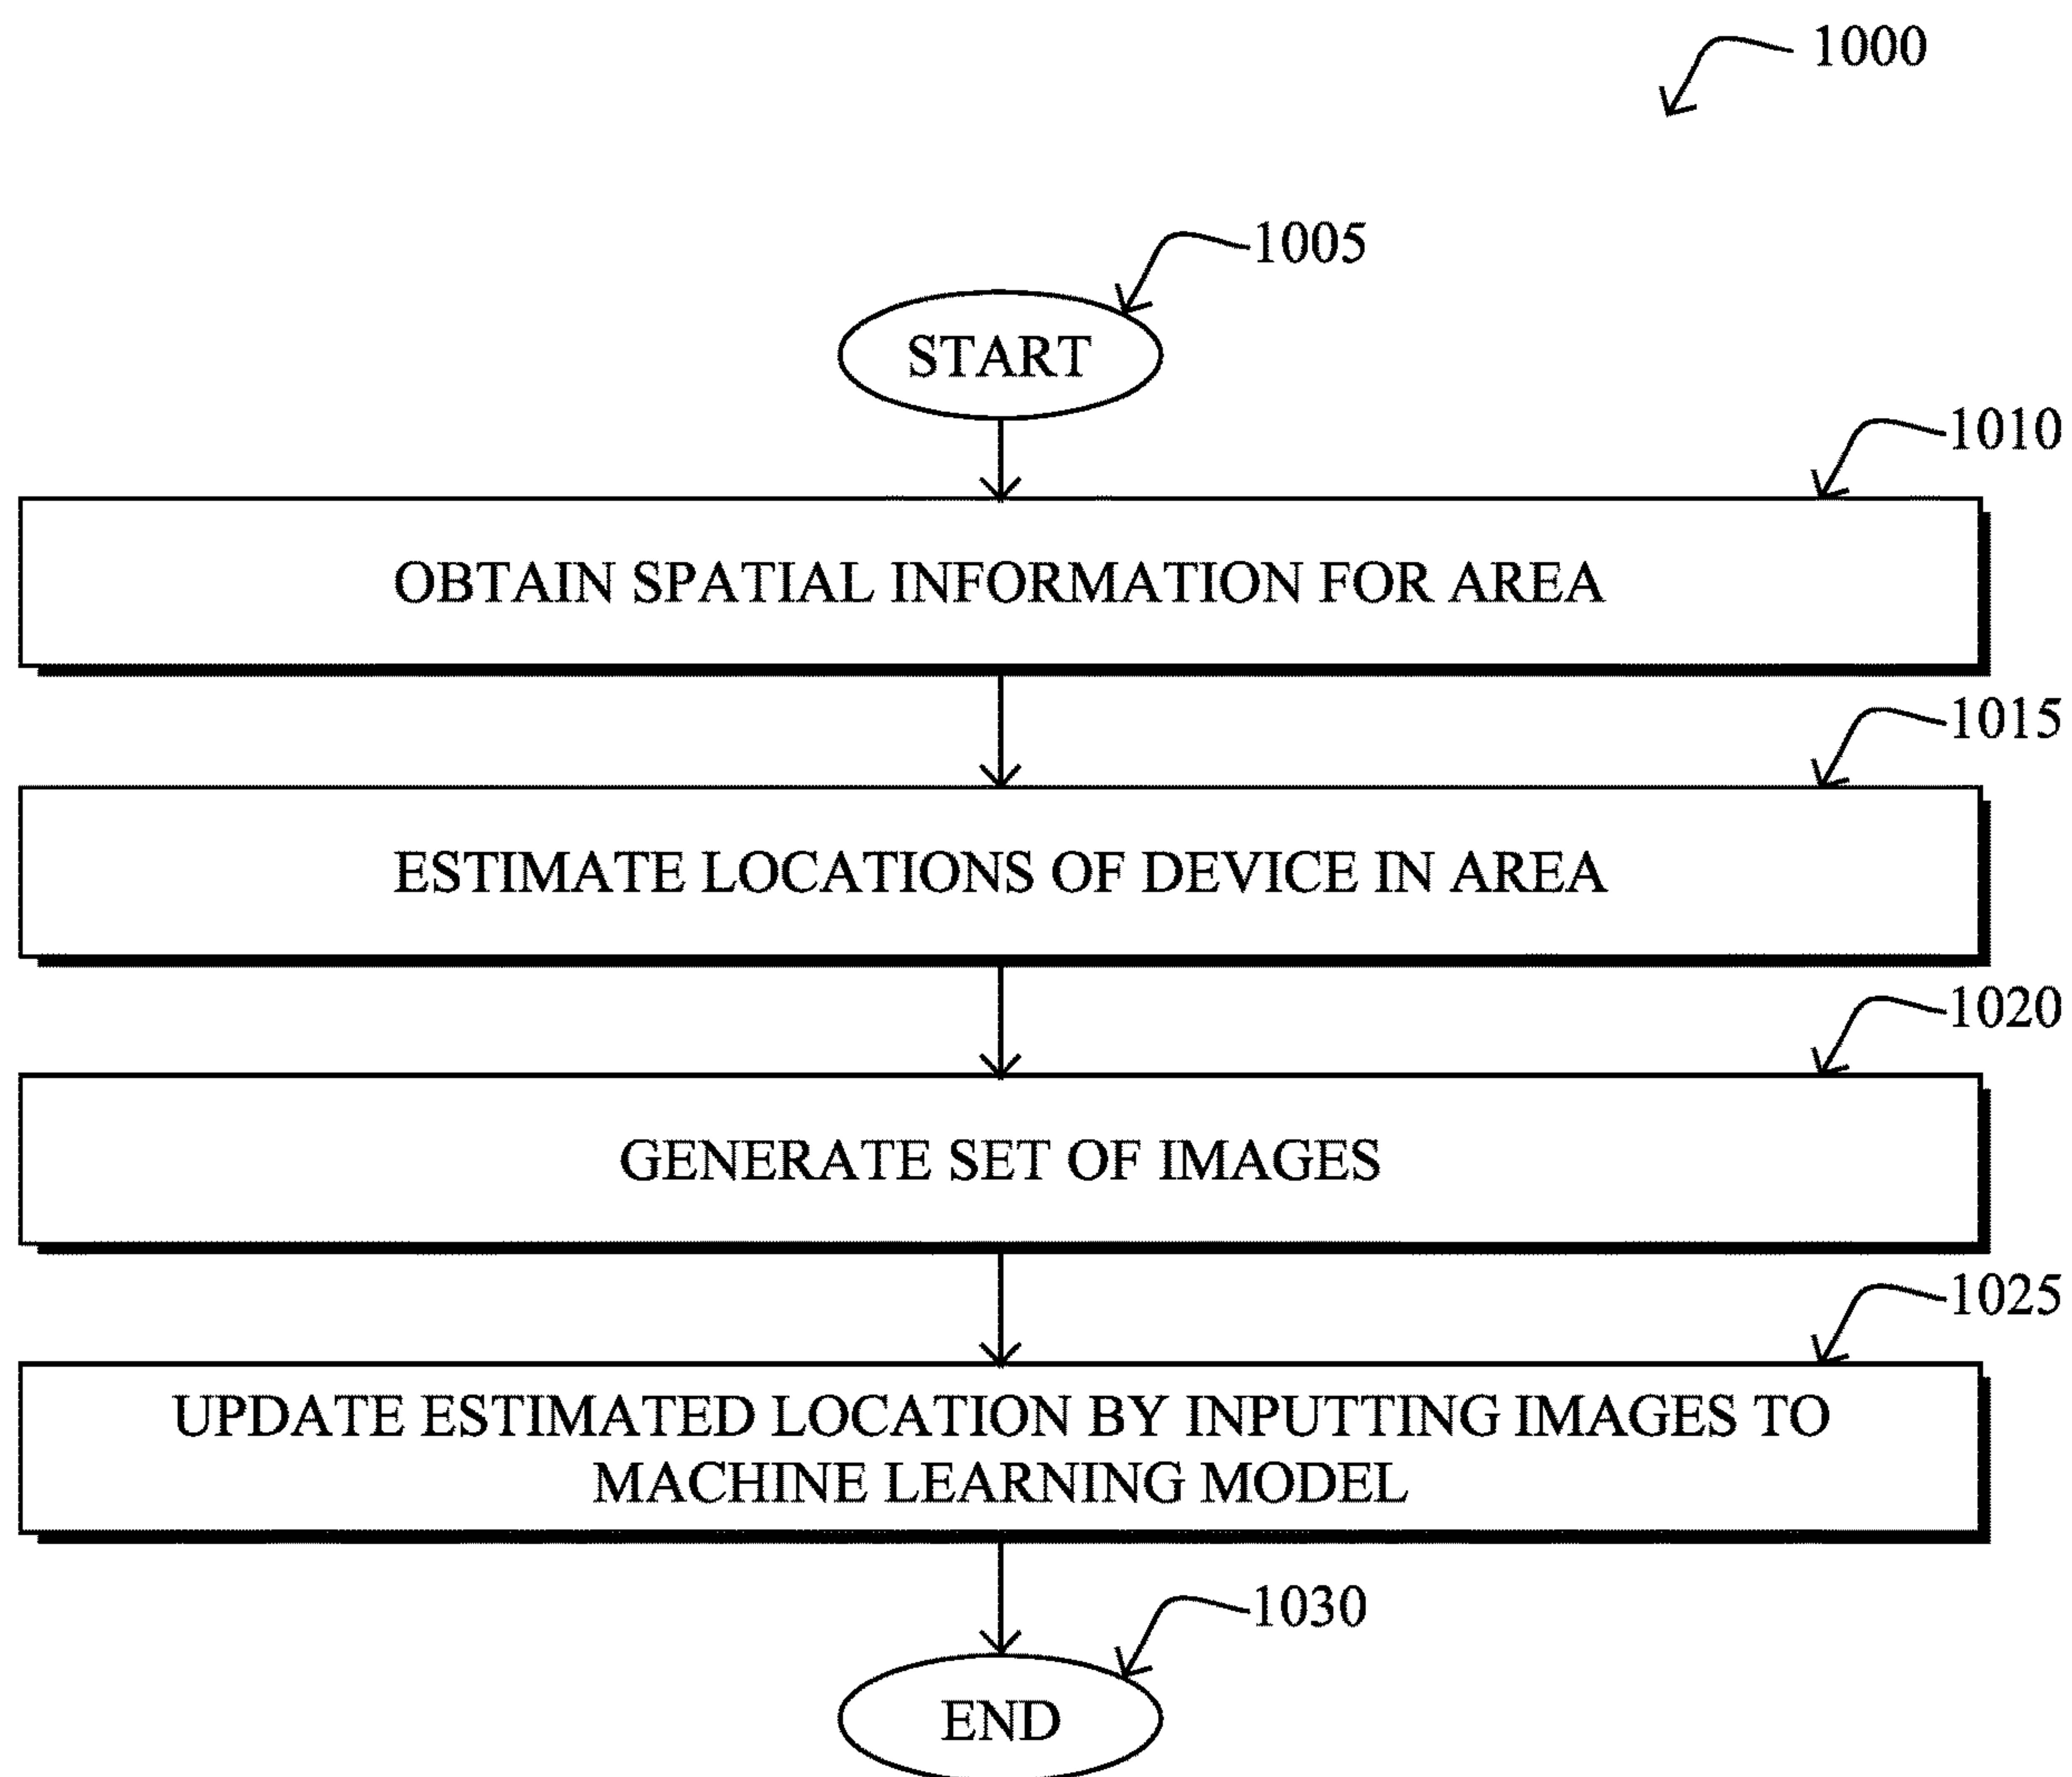 1000
1005
START
1010
OBTAIN SPATIAL INFORMATION FOR AREA
1015
ESTIMATE LOCATIONS OF DEVICE IN AREA
1020
GENERATE SET OF IMAGES
1025
UPDATE ESTIMATED LOCATION BY INPUTTING IMAGES TO
MACHINE LEARNING MODEL
1030
END